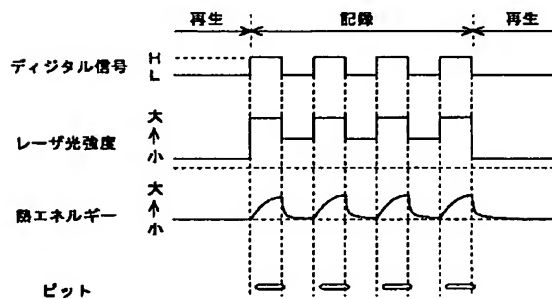 再生 記録 再生
ディジタル信号 H
L
レーザ光強度 大
↑
小
熱エネルギー 大
↑
小
ピット